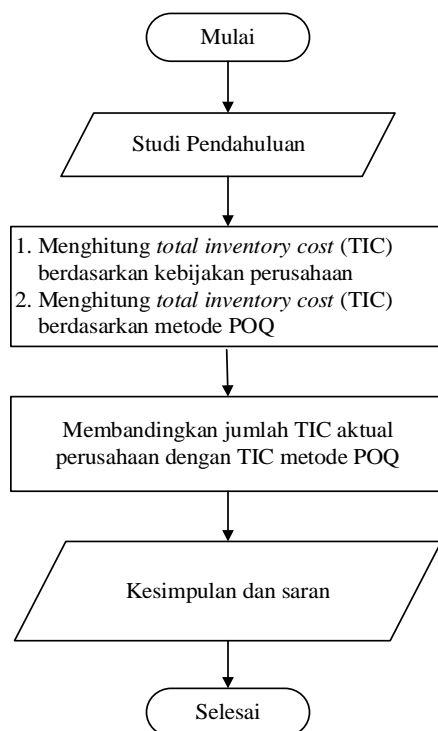 Mulai
Studi Pendahuluan
1. Menghitung total inventory cost (TIC)
berdasarkan kebijakan perusahaan
2. Menghitung total inventory cost (TIC)
berdasarkan metode POQ
Membandingkan jumlah TIC aktual
perusahaan dengan TIC metode POQ
Kesimpulan dan saran
Selesai